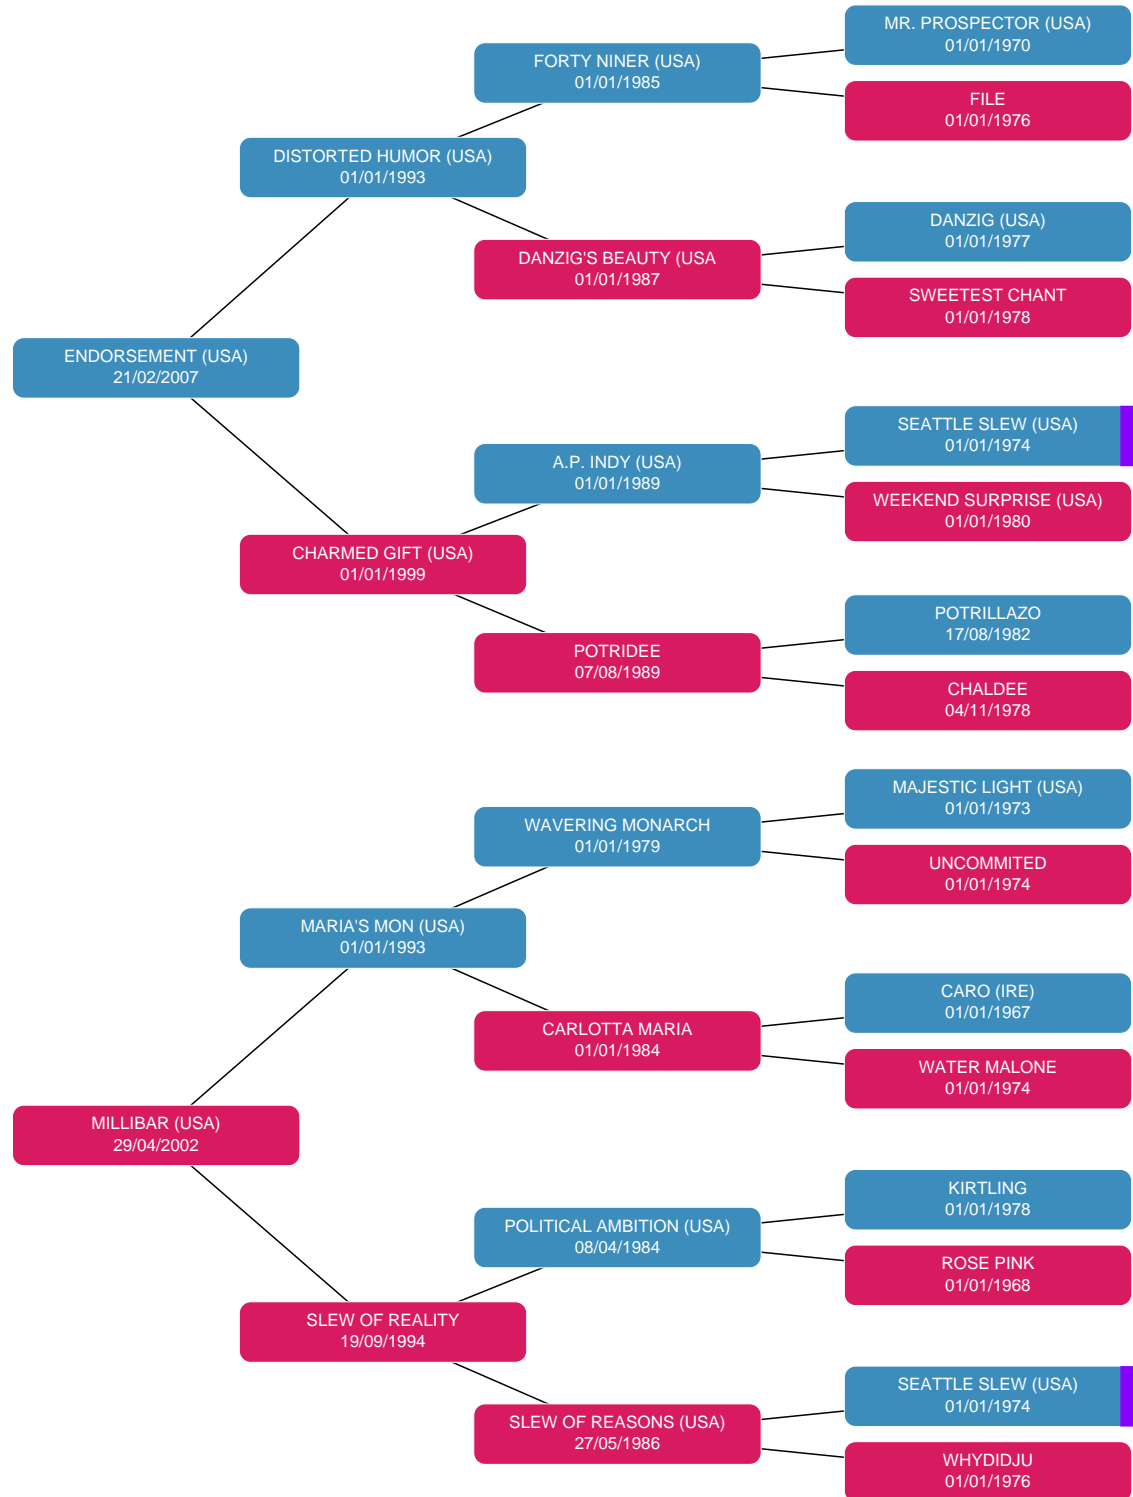 MR. PROSPECTOR (USA)
01/01/1970
FORTY NINER (USA)
01/01/1985
FILE
01/01/1976
DISTORTED HUMOR (USA)
01/01/1993
DANZIG (USA)
01/01/1977
DANZIG'S BEAUTY (USA
01/01/1987
SWEETEST CHANT
01/01/1978
ENDORSEMENT (USA)
21/02/2007
SEATTLE SLEW (USA)
01/01/1974
A.P. INDY (USA)
01/01/1989
WEEKEND SURPRISE (USA)
01/01/1980
CHARMED GIFT (USA)
01/01/1999
POTRILLAZO
17/08/1982
POTRIDEE
07/08/1989
CHALDEE
04/11/1978
MAJESTIC LIGHT (USA)
01/01/1973
WAVERING MONARCH
01/01/1979
UNCOMMITED
01/01/1974
MARIA'S MON (USA)
01/01/1993
CARO (IRE)
01/01/1967
CARLOTTA MARIA
01/01/1984
WATER MALONE
01/01/1974
MILLIBAR (USA)
29/04/2002
KIRTLING
01/01/1978
POLITICAL AMBITION (USA)
08/04/1984
ROSE PINK
01/01/1968
SLEW OF REALITY
19/09/1994
SEATTLE SLEW (USA)
01/01/1974
SLEW OF REASONS (USA)
27/05/1986
WHYDIDJU
01/01/1976